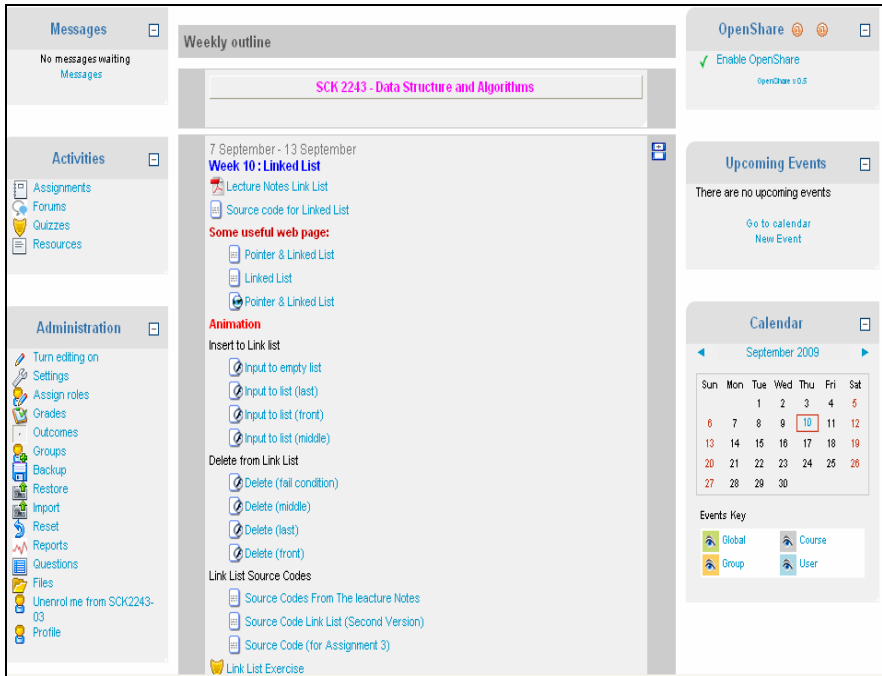 Messages
No messages waiting
Messages
Activities
Assignments
Forums
Quizzes
Resources
Administration
Turn editing on
Settings
Assign roles
Grades
Outcomes
Groups
Backup
Restore
Import
Reset
Reports
Questions
Files
Unenrol me from SCK2243-
03
Profile
Weekly outline
SCK 2243 - Data Structure and Algorithms
7 September - 13 September
Week 10 : Linked List
Lecture Notes Link List
Source code for Linked List
Some useful web page:
Pointer & Linked List
Linked List
Pointer & Linked List
Animation
Insert to Link list
Input to empty list
Input to list (last)
Input to list (front)
Input to list (middle)
Delete from Link List
Delete (fail condition)
Delete (middle)
Delete (last)
Delete (front)
Link List Source Codes
Source Codes From The leacture Notes
Source Code Link List (Second Version)
Source Code (for Assignment 3)
Link List Exercise
OpenShare
Enable OpenShare
OpenShare v 0.5
Upcoming Events
There are no upcoming events
Go to calendar
New Event
Calendar
September 2009
Sun Mon Tue Wed Thu Fri Sat
1 2 3 4 5
6 7 8 9 10 11 12
13 14 15 16 17 18 19
20 21 22 23 24 25 26
27 28 29 30
Events Key
Global Course
Group User